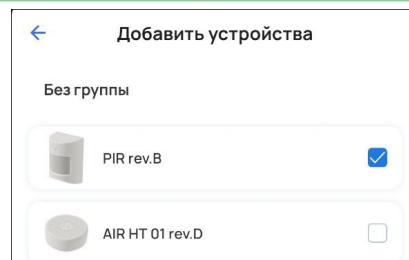 Добавить устройства
Без группы
PIR rev.B
AIR HT 01 rev.D